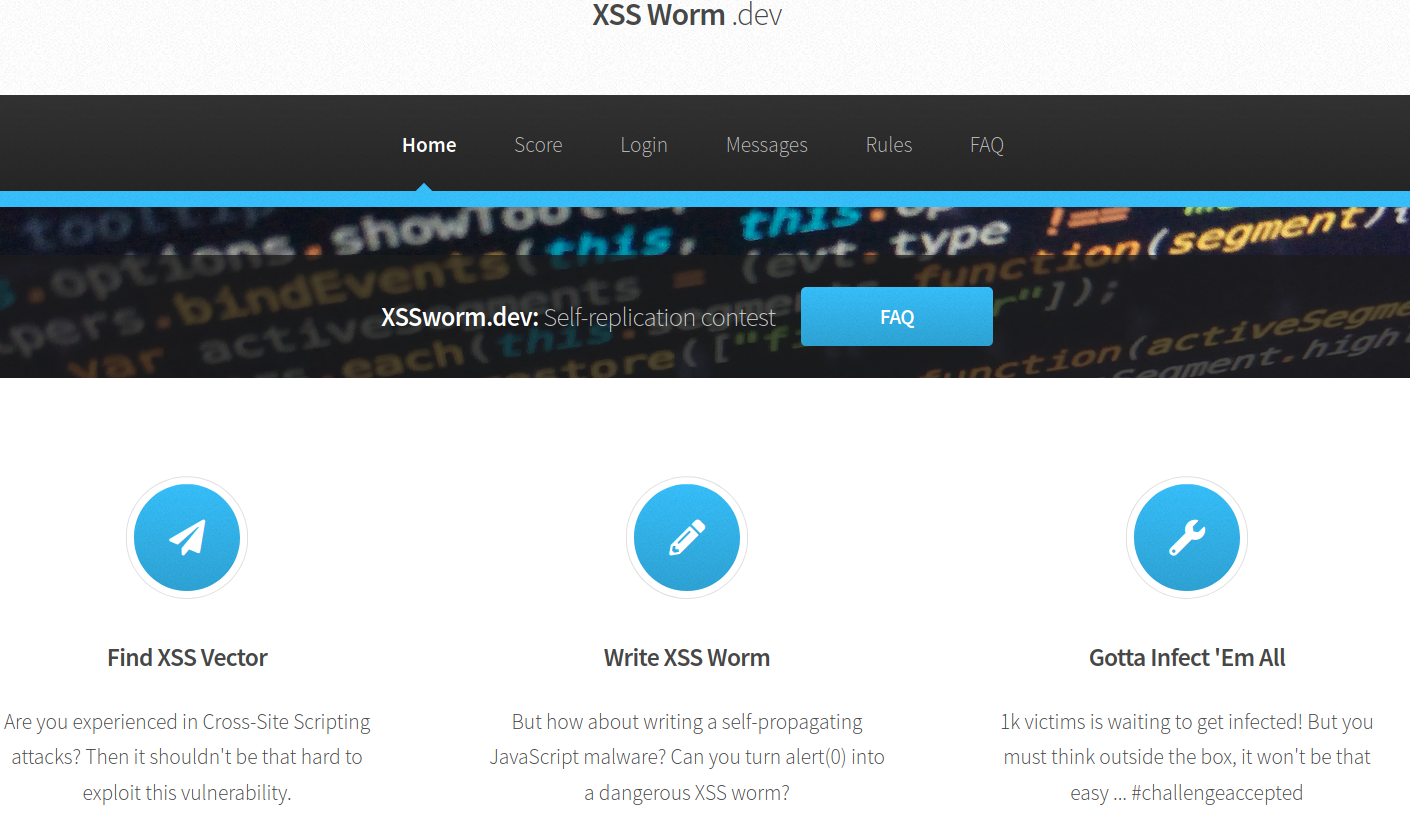 XSS Worm .dev
Home Score Login Messages Rules FAQ
XSSworm.dev: Self-replication contest FAQ
Find XSS Vector
Are you experienced in Cross-Site Scripting
attacks? Then it shouldn't be that hard to
exploit this vulnerability.
Write XSS Worm
But how about writing a self-propagating
JavaScript malware? Can you turn alert(0) into
a dangerous XSS worm?
Gotta Infect 'Em All
1k victims is waiting to get infected! But you
must think outside the box, it won't be that
easy ... #challengeaccepted